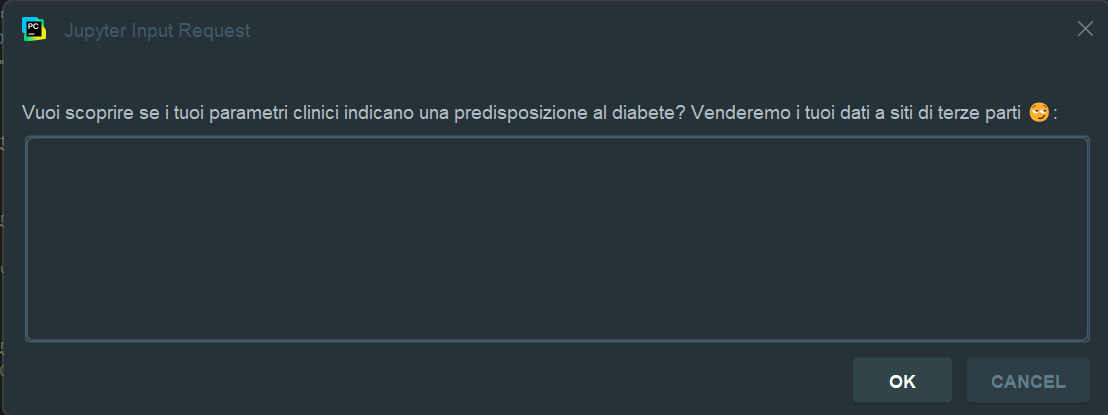 PC
Jupyter Input Request
Vuoi scoprire se i tuoi parametri clinici indicano una predisposizione al diabete? Venderemo i tuoi dati a siti di terze parti 😏:
OK
CANCEL